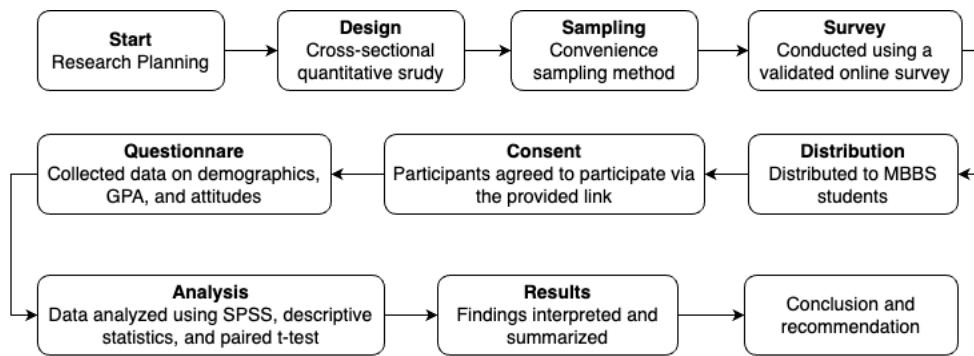 Start
Research Planning
Design
Cross-sectional
quantitative srudy
Sampling
Convenience
sampling method
Survey
Conducted using a
validated online survey
Questionnare
Collected data on demographics,
GPA, and attitudes
Consent
Participants agreed to participate via
the provided link
Distribution
Distributed to MBBS
students
Analysis
Data analyzed using SPSS, descriptive
statistics, and paired t-test
Results
Findings interpreted and
summarized
Conclusion and
recommendation